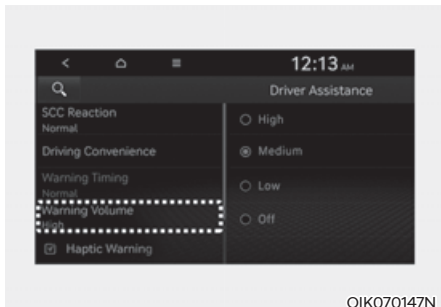 12:13 AM
Driver Assistance
SCC Reaction
Normal
Driving Convenience
Warning Timing
Normal
Warning Volume
High
Haptic Warning
High
Medium
Low
Off
OIK070147N